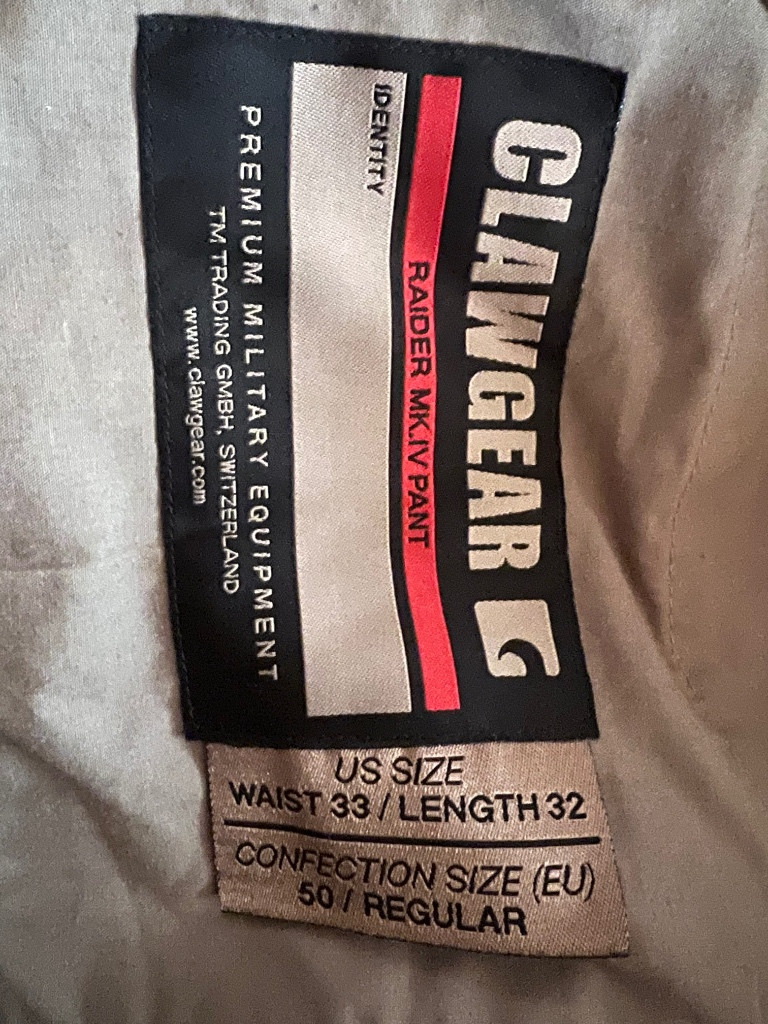 CLAWGEAR
RAIDER MK.IV PANT
IDENTITY
PREMIUM MILITARY EQUIPMENT
TM TRADING GMBH, SWITZERLAND
www.clawgear.com
US SIZE
WAIST 33 / LENGTH 32
CONFECTION SIZE (EU)
50 / REGULAR